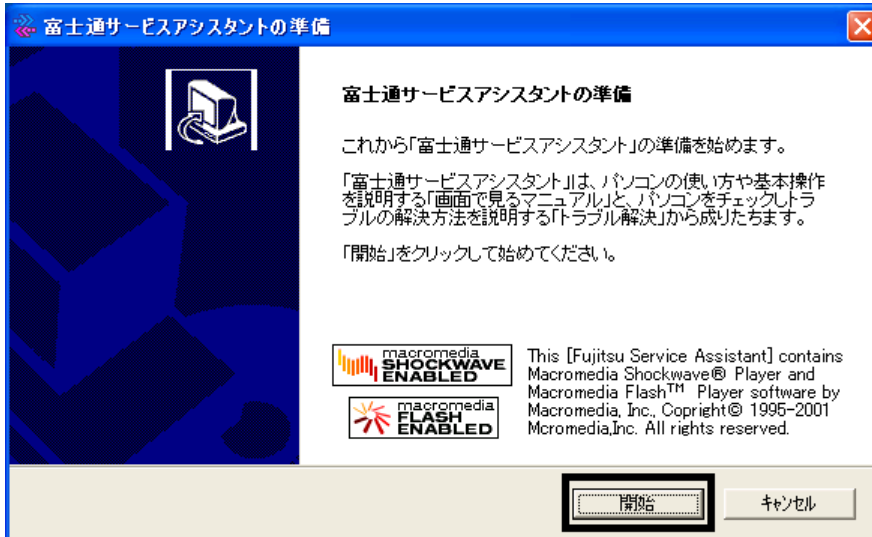 富士通サービスアシスタントの準備
富士通サービスアシスタントの準備
これから「富士通サービスアシスタント」の準備を始めます。
「富士通サービスアシスタント」は、パソコンの使い方や基本操作
を説明する「画面で見るマニュアル」と、パソコンをチェックしトラ
ブルの解決方法を説明する「トラブル解決」から成りたちます。
「開始」をクリックして始めてください。
macromedia
SHOCKWAVE
ENABLED
macromedia
FLASH
ENABLED
This [Fujitsu Service Assistant] contains
Macromedia Shockwave® Player and
Macromedia Flash™ Player software by
Macromedia, Inc., Copright© 1995-2001
Mcromedia,Inc. All rights reserved.
開始
キャンセル